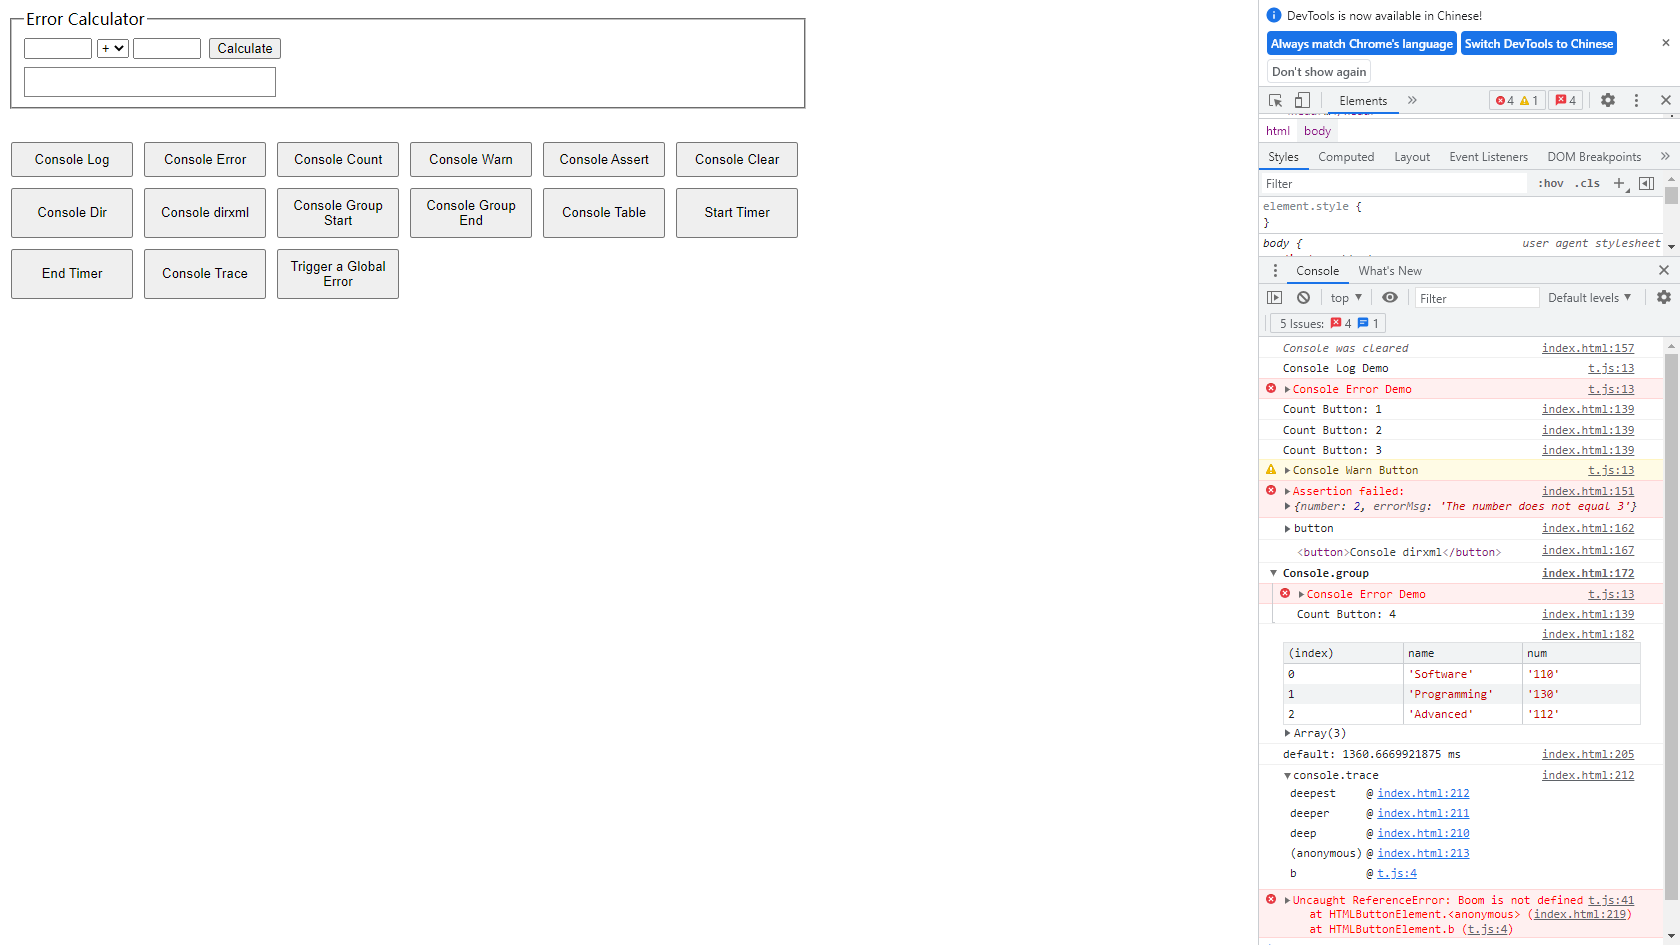 Error Calculator
+
Calculate
Console Log
Console Error
Console Count
Console Warn
Console Assert
Console Clear
Console Dir
Console dirxml
Console Group
Start
Console Group
End
Console Table
Start Timer
End Timer
Console Trace
Trigger a Global
Error
DevTools is now available in Chinese!
Always match Chrome's language
Switch DevTools to Chinese
Don't show again
Elements
4
1
4
html
body
Styles
Computed
Layout
Event Listeners
DOM Breakpoints
Filter
:hov
.cls
element.style {
}
body {
user agent stylesheet
Console
What's New
top
Filter
Default levels
5 Issues:
4
1
Console was cleared index.html:157
Console Log Demo t.js:13
Console Error Demo t.js:13
Count Button: 1 index.html:139
Count Button: 2 index.html:139
Count Button: 3 index.html:139
Console Warn Button t.js:13
Assertion failed: index.html:151
{number: 2, errorMsg: 'The number does not equal 3'}
button index.html:162
<button>Console dirxml</button> index.html:167
Console.group index.html:172
Console Error Demo t.js:13
Count Button: 4 index.html:139
index.html:182
(index) name num
0 'Software' '110'
1 'Programming' '130'
2 'Advanced' '112'
Array(3)
default: 1360.6669921875 ms index.html:205
console.trace index.html:212
deepest @ index.html:212
deeper @ index.html:211
deep @ index.html:210
(anonymous) @ index.html:213
b @ t.js:4
Uncaught ReferenceError: Boom is not defined t.js:41
at HTMLButtonElement.<anonymous> (index.html:219)
at HTMLButtonElement.b (t.js:4)